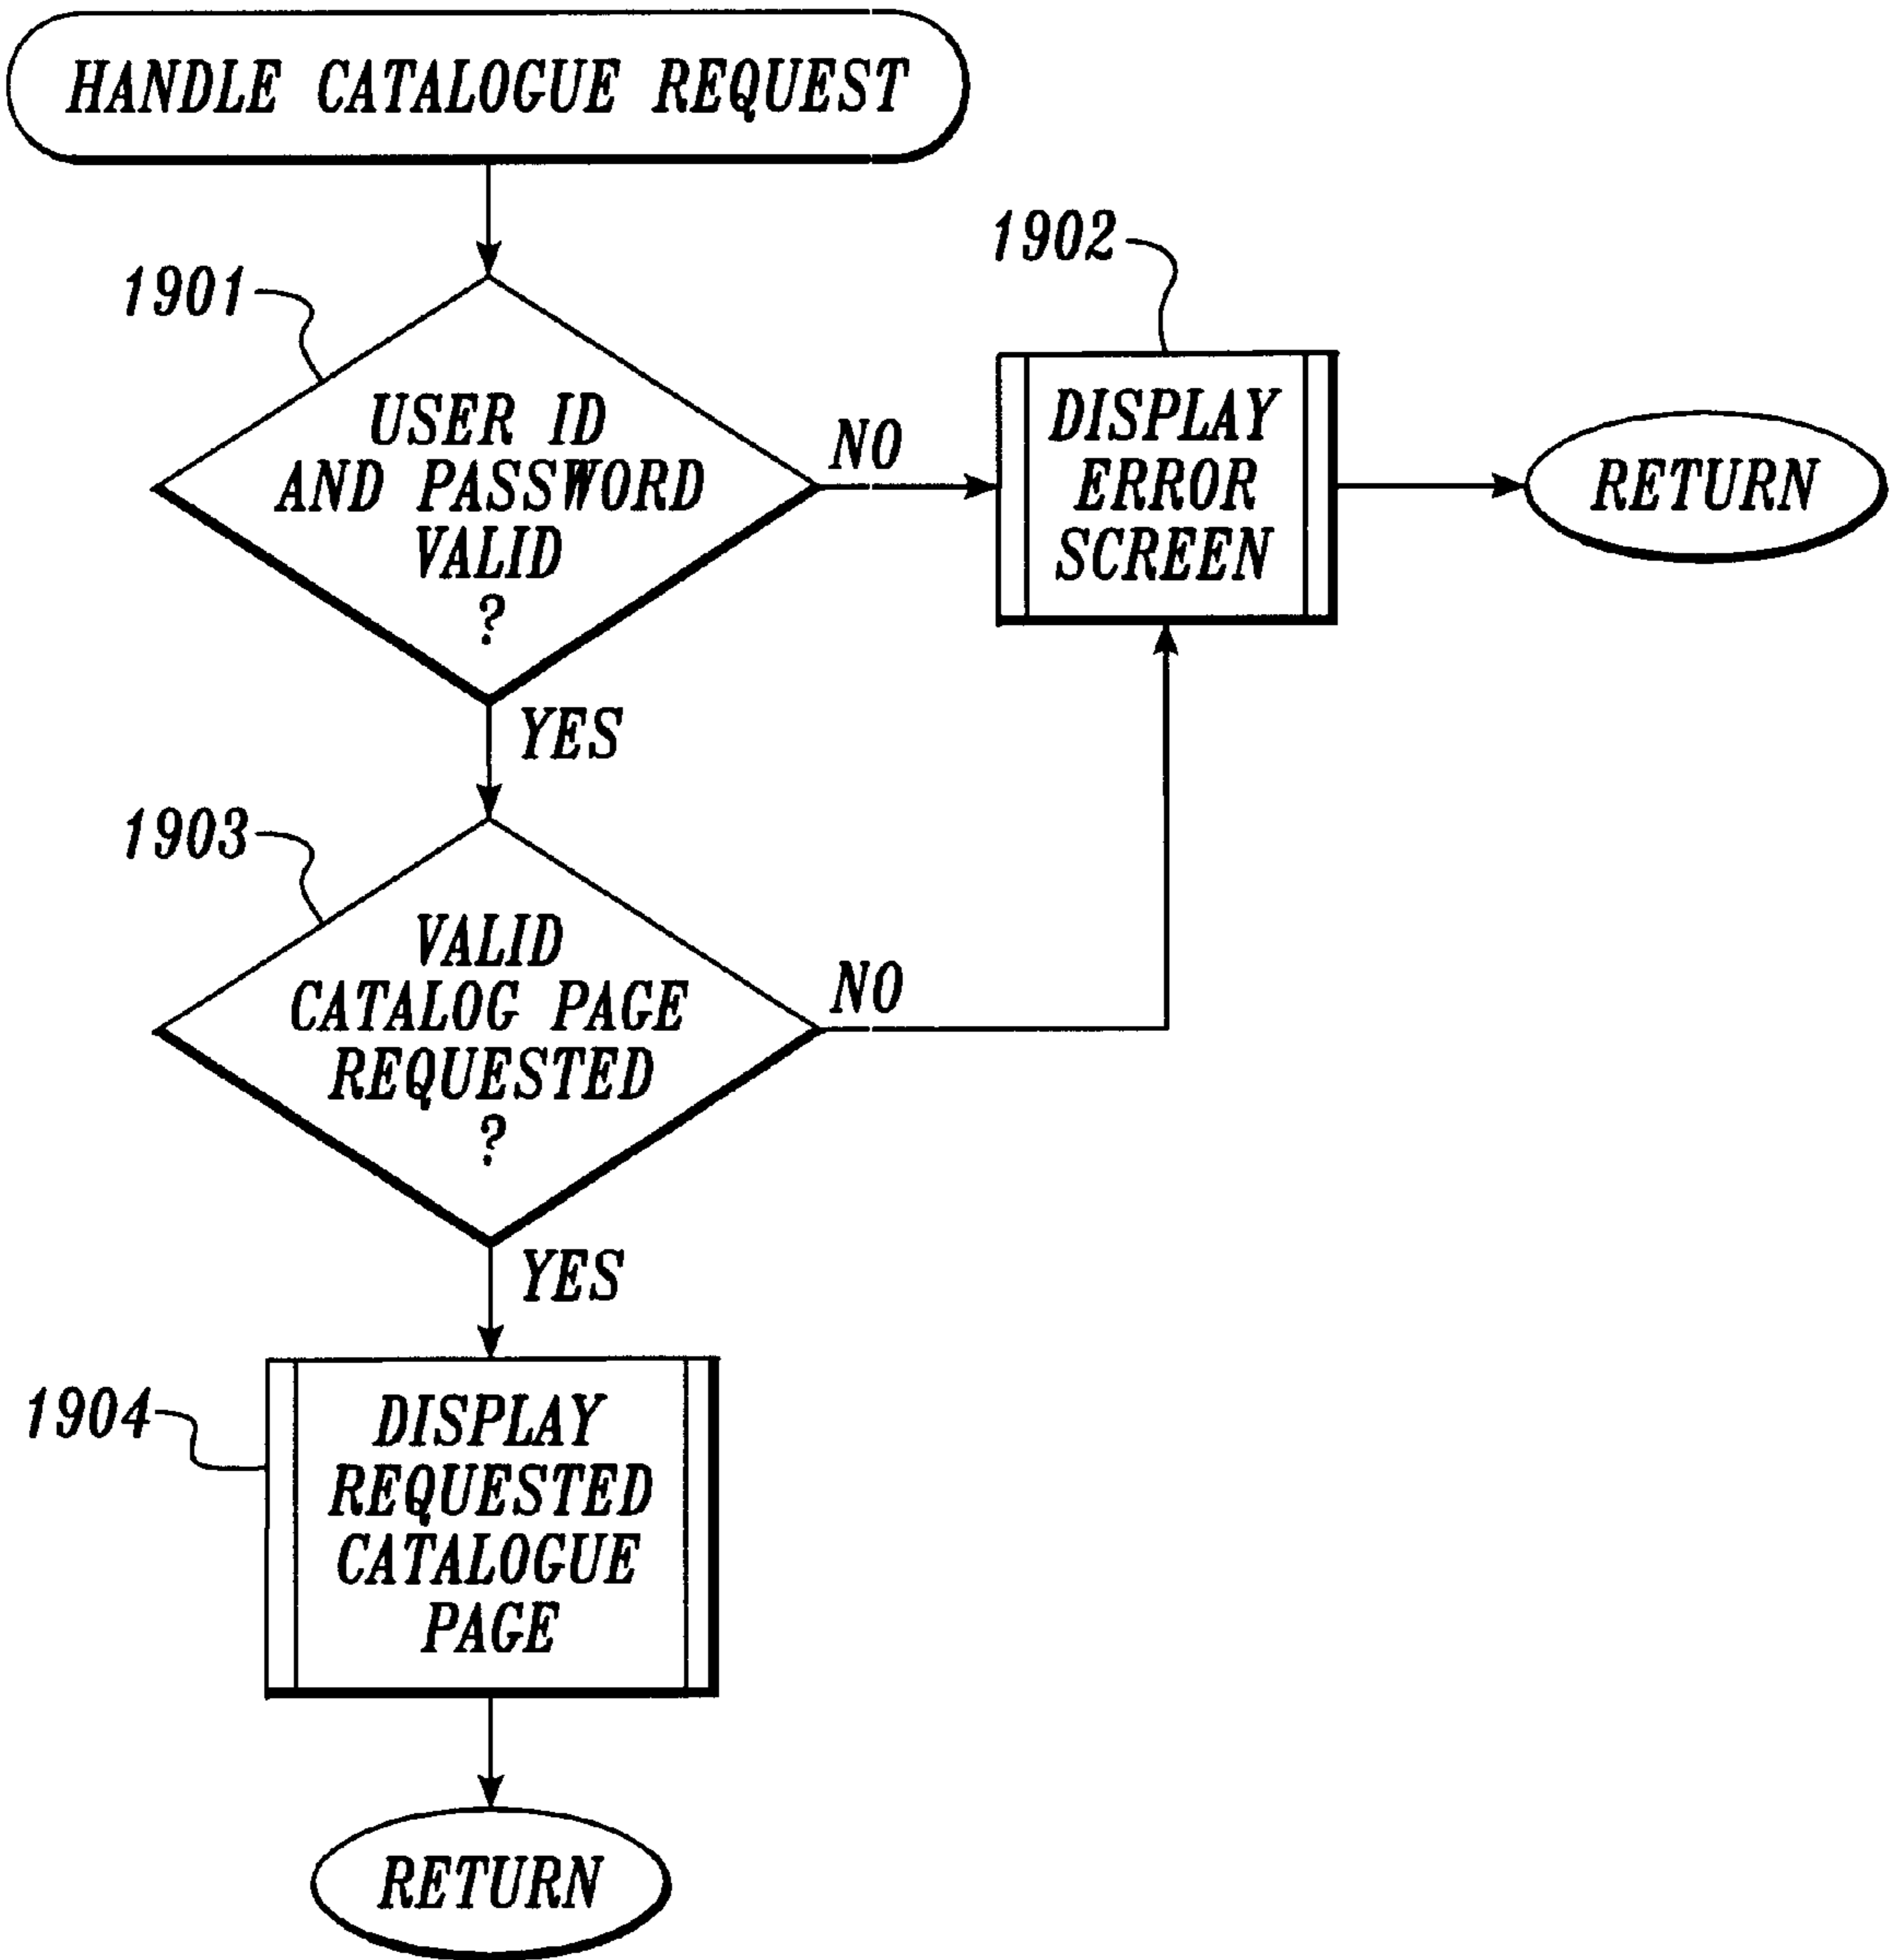 HANDLE CATALOGUE REQUEST
1901
USER ID
AND PASSWORD
VALID
?
NO
1902
DISPLAY
ERROR
SCREEN
RETURN
YES
1903
VALID
CATALOG PAGE
REQUESTED
?
NO
YES
1904
DISPLAY
REQUESTED
CATALOGUE
PAGE
RETURN